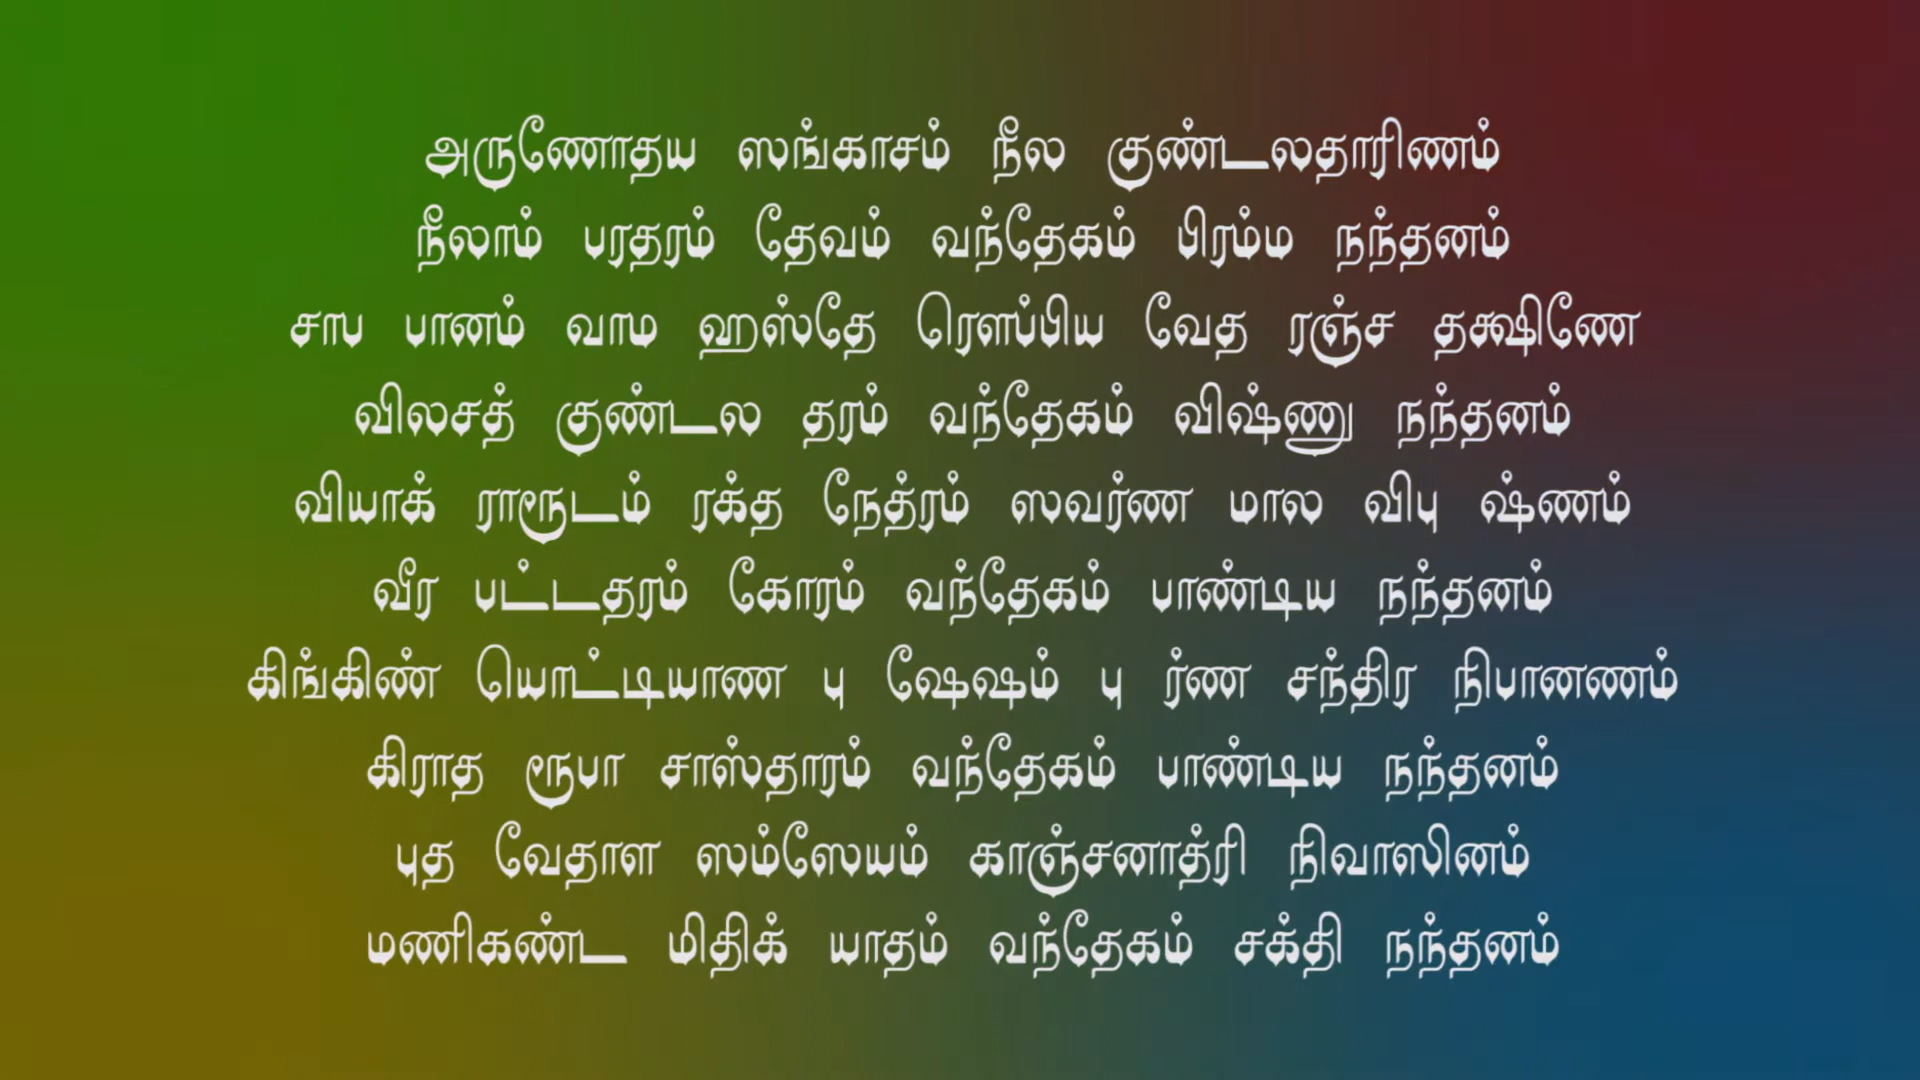 அருணோதய ஸங்காசம் நீல குண்டலதாரிணம்
நீலாம் பரதரம் தேவம் வந்தேகம் பிரம்ம நந்தனம்
சாப பானம் வாம ஹஸ்தே ரௌப்பிய வேத ரஞ்ச தக்ஷிணே
விலசத் குண்டல தரம் வந்தேகம் விஷ்ணு நந்தனம்
வியாக் ராரூடம் ரக்த நேத்ரம் ஸவர்ண மால விபு ஷ்ணம்
வீர பட்டதரம் கோரம் வந்தேகம் பாண்டிய நந்தனம்
கிங்கிண் யொட்டியாண பு ஷேஷம் பு ர்ண சந்திர நிபானணம்
கிராத ரூபா சாஸ்தாரம் வந்தேகம் பாண்டிய நந்தனம்
புத வேதாள ஸம்ஸேயம் காஞ்சனாத்ரி நிவாஸினம்
மணிகண்ட மிதிக் யாதம் வந்தேகம் சக்தி நந்தனம்